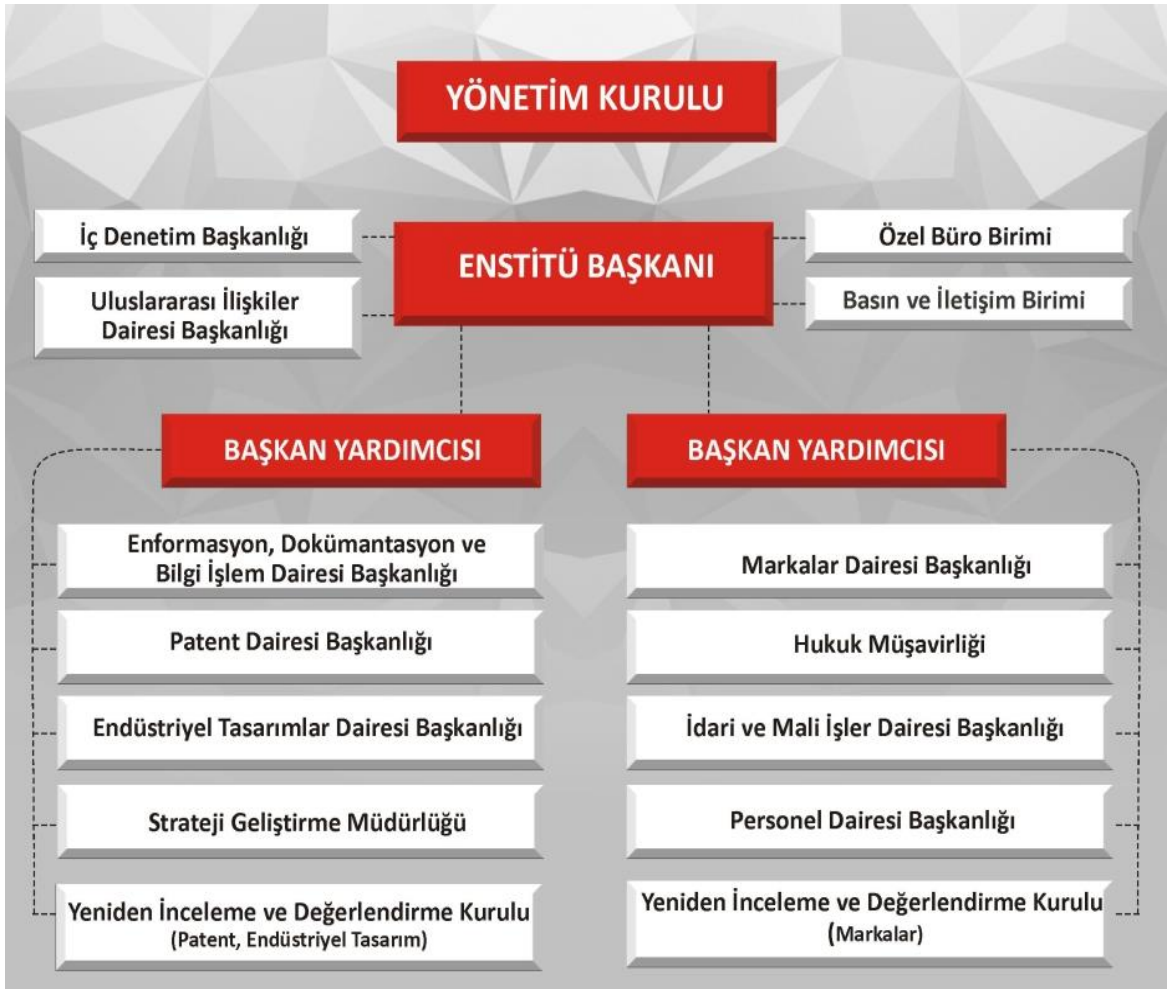 YÖNETİM KURULU
İç Denetim Başkanlığı
Uluslararası İlişkiler
Dairesi Başkanlığı
ENSTİTÜ BAŞKANI
Özel Büro Birimi
Basın ve İletişim Birimi
BAŞKAN YARDIMCISI
Enformasyon, Dokümantasyon ve
Bilgi İşlem Dairesi Başkanlığı
Patent Dairesi Başkanlığı
Endüstriyel Tasarımlar Dairesi Başkanlığı
Strateji Geliştirme Müdürlüğü
Yeniden İnceleme ve Değerlendirme Kurulu
(Patent, Endüstriyel Tasarım)
BAŞKAN YARDIMCISI
Markalar Dairesi Başkanlığı
Hukuk Müşavirliği
İdari ve Mali İşler Dairesi Başkanlığı
Personel Dairesi Başkanlığı
Yeniden İnceleme ve Değerlendirme Kurulu
(Markalar)